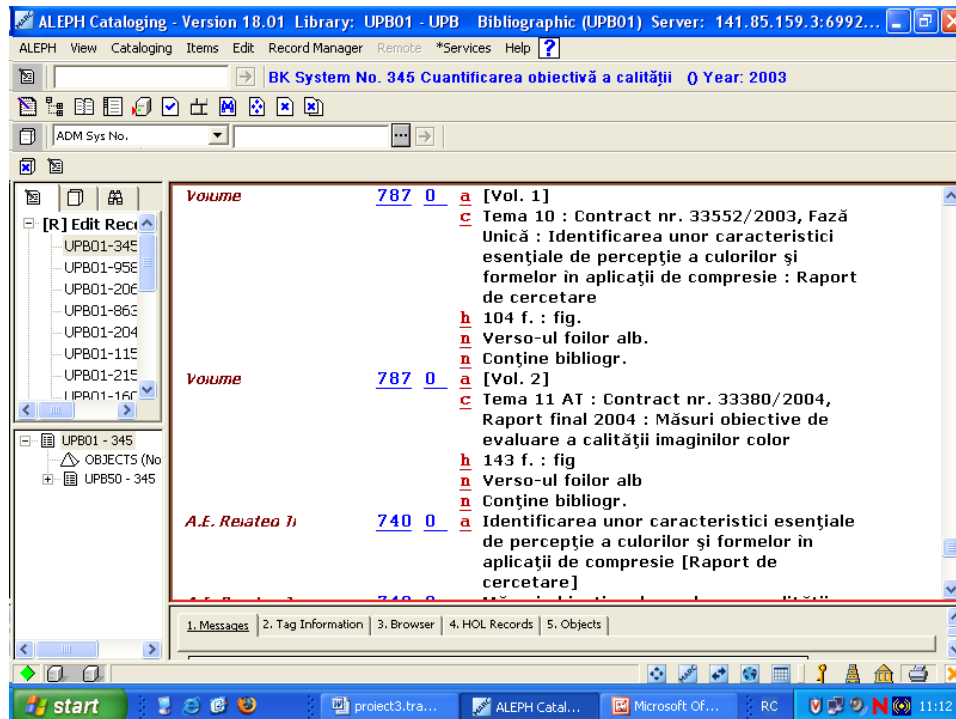 ALEPH Cataloging - Version 18.01 Library: UPB01 - UPB Bibliographic (UPB01) Server: 141.85.159.3:6992...
ALEPH View Cataloging Items Edit Record Manager Remote *Services Help ?
BK System No. 345 Cuantificarea obiectivă a calității () Year: 2003
ADM Sys No.
[R] Edit Rec
UPB01-345
UPB01-958
UPB01-206
UPB01-863
UPB01-204
UPB01-115
UPB01-215
UPB01-160
UPB01 - 345
OBJECTS (No
UPB50 - 345
Volume 787 0 a [Vol. 1]
c Tema 10 : Contract nr. 33552/2003, Fază
Unică : Identificarea unor caracteristici
esenţiale de percepţie a culorilor şi
formelor în aplicaţii de compresie : Raport
de cercetare
h 104 f. : fig.
n Verso-ul foilor alb.
n Conţine bibliogr.
Volume 787 0 a [Vol. 2]
c Tema 11 AT : Contract nr. 33380/2004,
Raport final 2004 : Măsuri obiective de
evaluare a calităţii imaginilor color
h 143 f. : fig
n Verso-ul foilor alb
n Conţine bibliogr.
A.E. Related Ti 740 0 a Identificarea unor caracteristici esenţiale
de percepţie a culorilor şi formelor în
aplicaţii de compresie [Raport de
cercetare]
1. Messages 2. Tag Information 3. Browser 4. HOL Records 5. Objects
start proiect3.tra... ALEPH Catal... Microsoft Of... RC 11:12